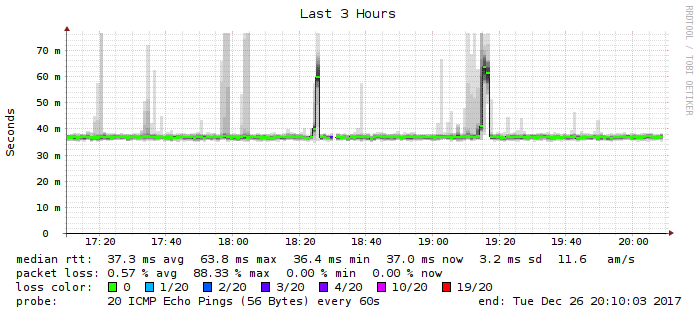 Last 3 Hours
RRDTOOL / TOBI OETIKER
Seconds
70 m
60 m
50 m
40 m
30 m
20 m
10 m
0
17:20 17:40 18:00 18:20 18:40 19:00 19:20 19:40 20:00
median rtt: 37.3 ms avg 63.8 ms max 36.4 ms min 37.0 ms now 3.2 ms sd 11.6 am/s
packet loss: 0.57 % avg 88.33 % max 0.00 % min 0.00 % now
loss color: 0 1/20 2/20 3/20 4/20 10/20 19/20
probe: 20 ICMP Echo Pings (56 Bytes) every 60s end: Tue Dec 26 20:10:03 2017